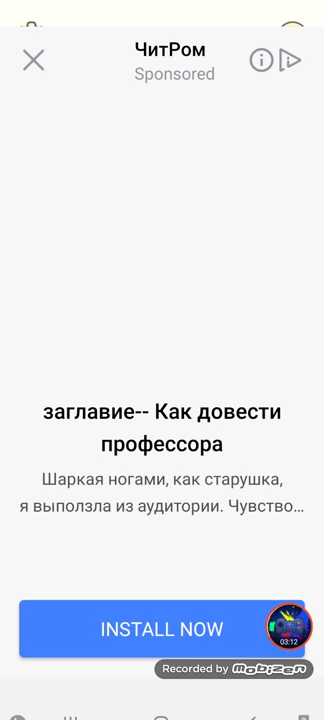 ЧитРом
Sponsored
заглавие-- Как довести
профессора
Шаркая ногами, как старушка,
я выползла из аудитории. Чувство...
INSTALL NOW
03:12
Recorded by mobizen